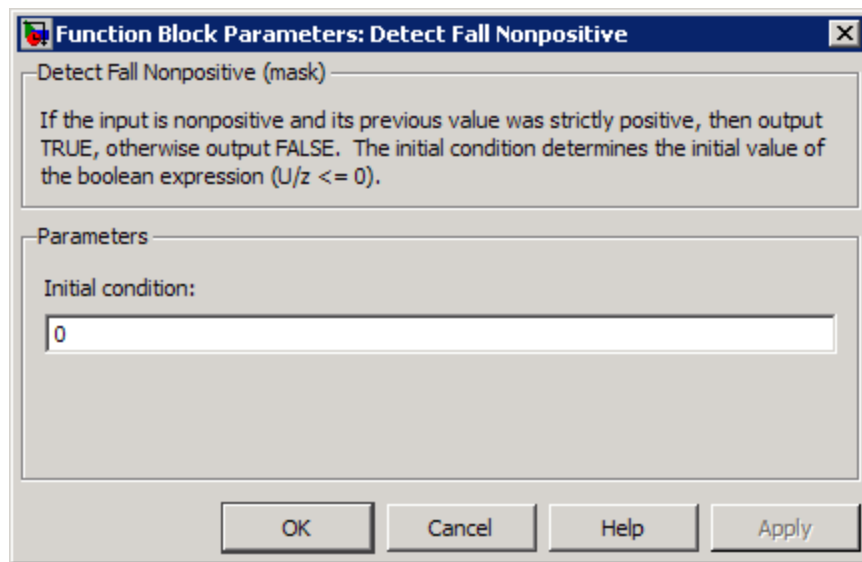 Function Block Parameters: Detect Fall Nonpositive
Detect Fall Nonpositive (mask)
If the input is nonpositive and its previous value was strictly positive, then output
TRUE, otherwise output FALSE.  The initial condition determines the initial value of
the boolean expression (U/z <= 0).
Parameters
Initial condition:
0
OK Cancel Help Apply